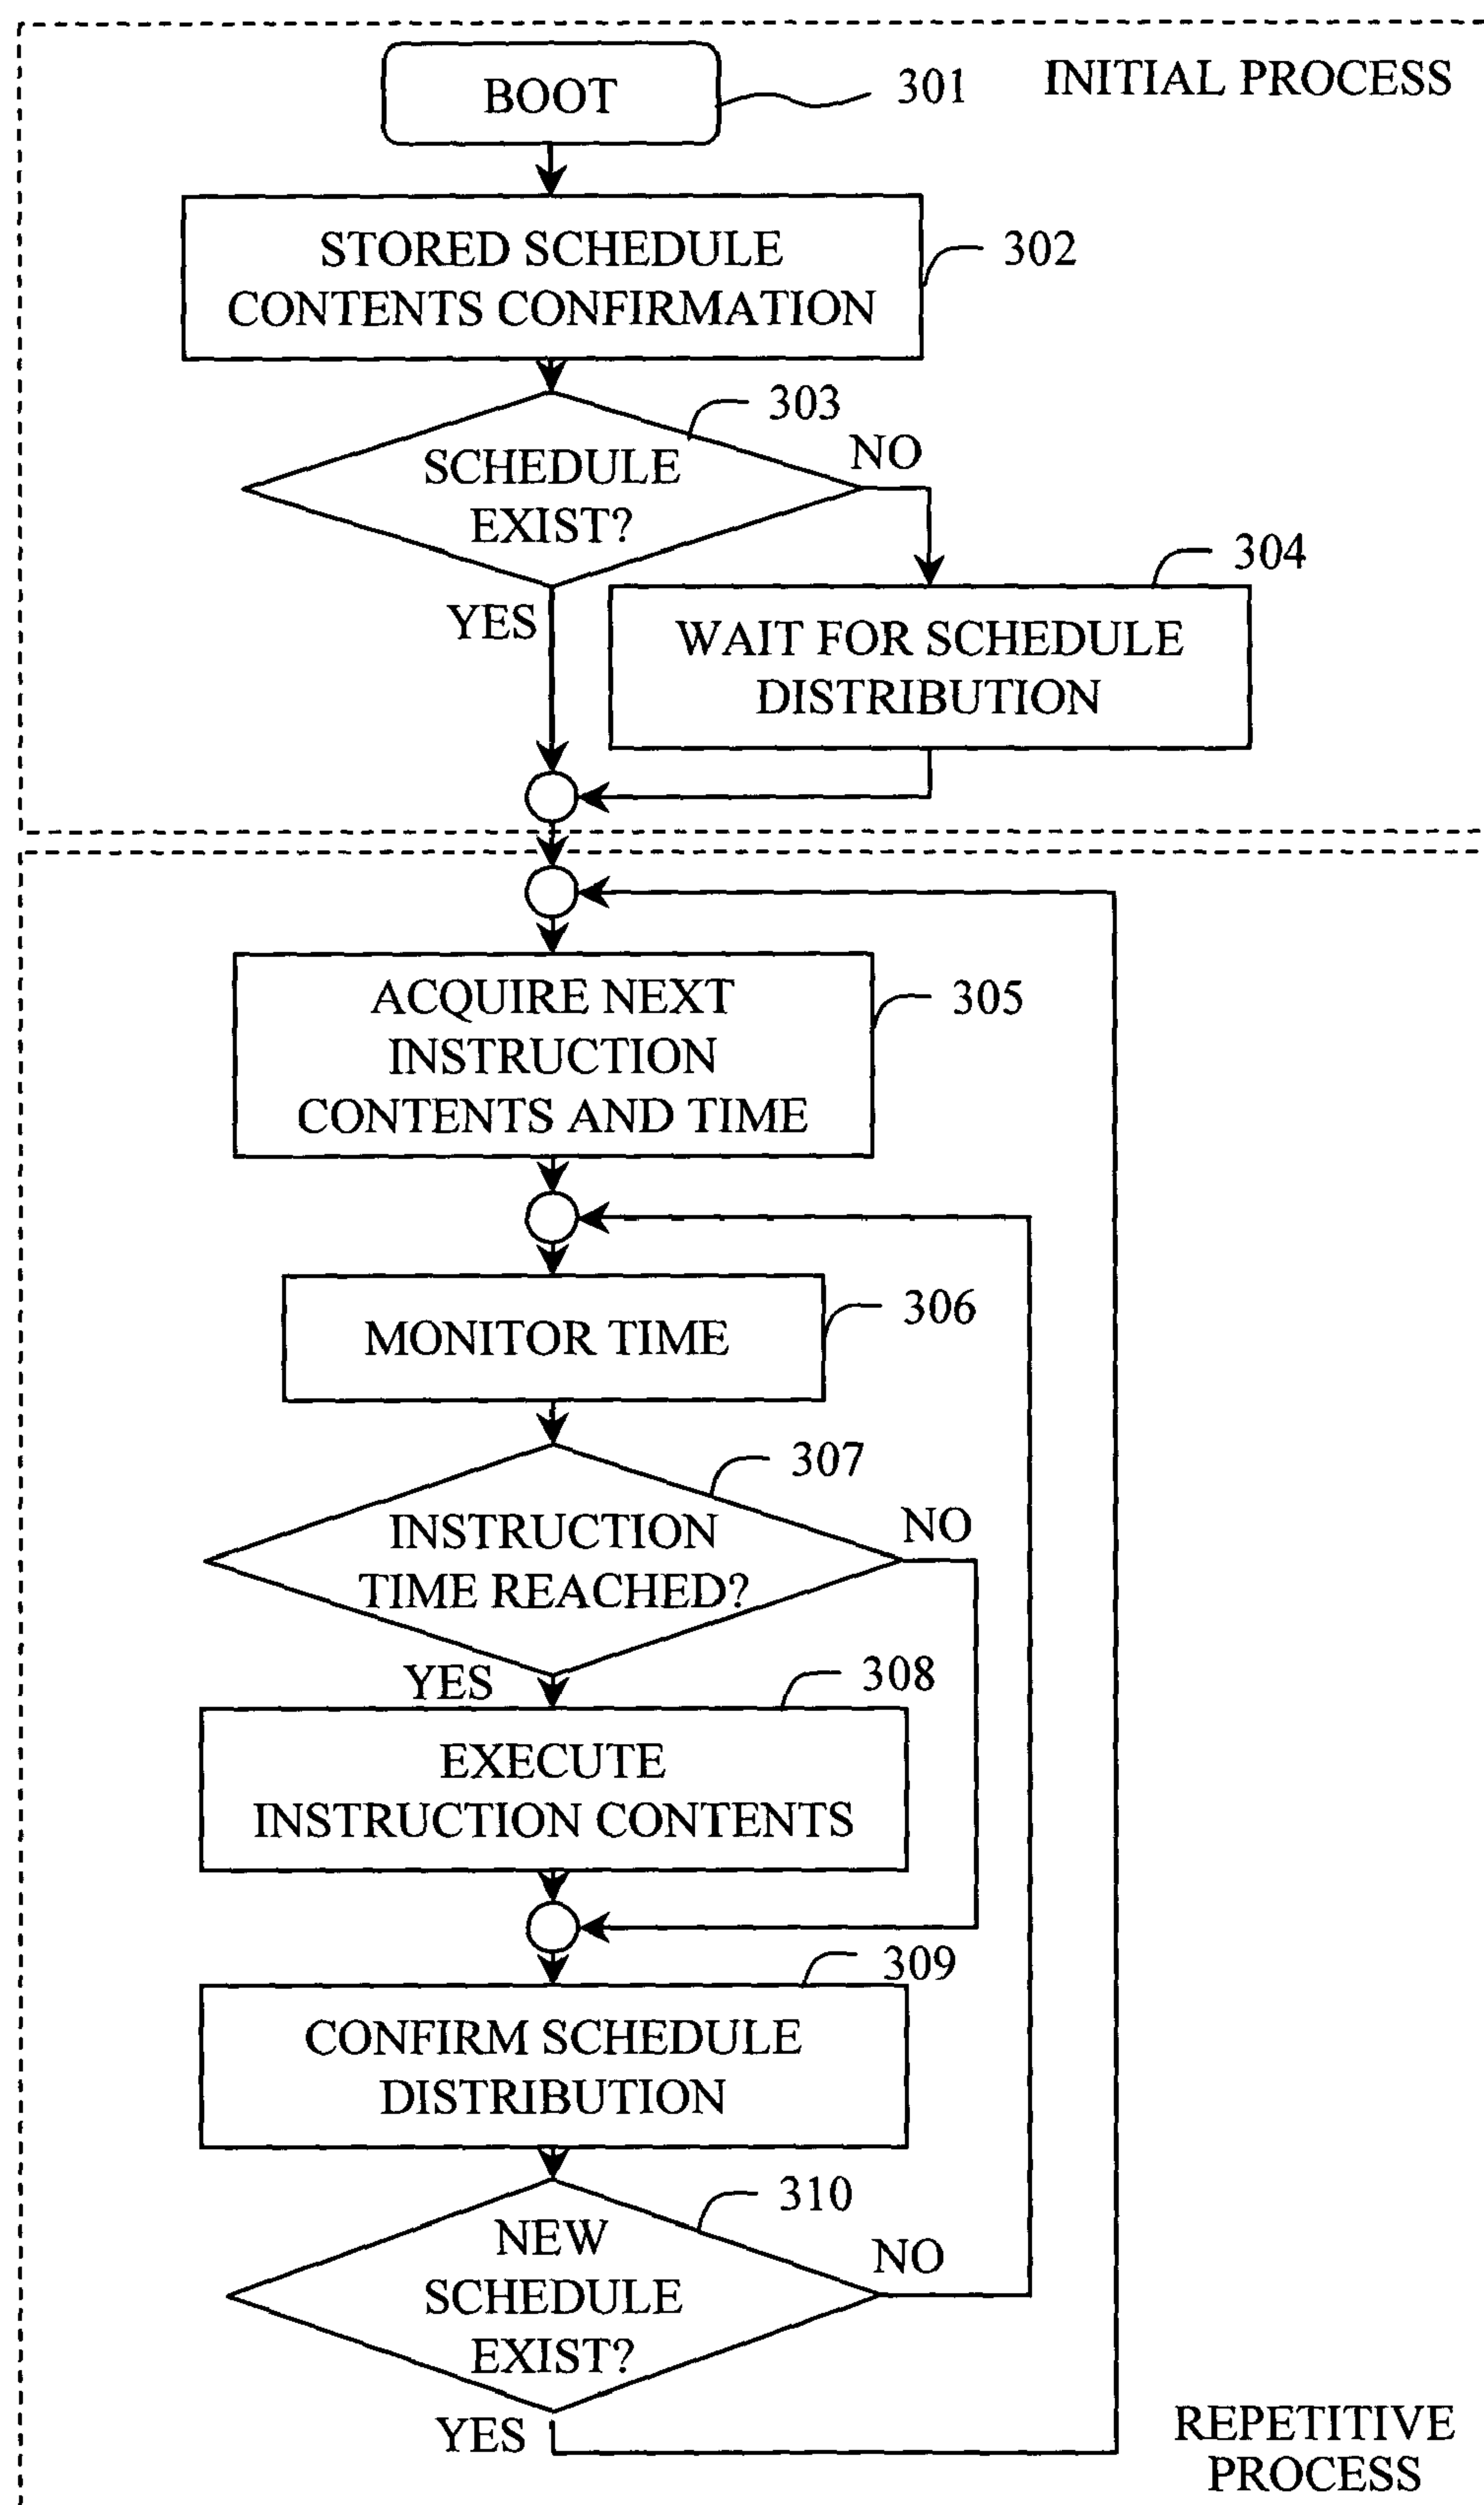 BOOT
301
INITIAL PROCESS
STORED SCHEDULE
CONTENTS CONFIRMATION
302
303
SCHEDULE
EXIST?
NO
YES
304
WAIT FOR SCHEDULE
DISTRIBUTION
ACQUIRE NEXT
INSTRUCTION
CONTENTS AND TIME
305
MONITOR TIME
306
307
INSTRUCTION
TIME REACHED?
NO
YES
308
EXECUTE
INSTRUCTION CONTENTS
309
CONFIRM SCHEDULE
DISTRIBUTION
310
NEW
SCHEDULE
EXIST?
NO
YES
REPETITIVE
PROCESS